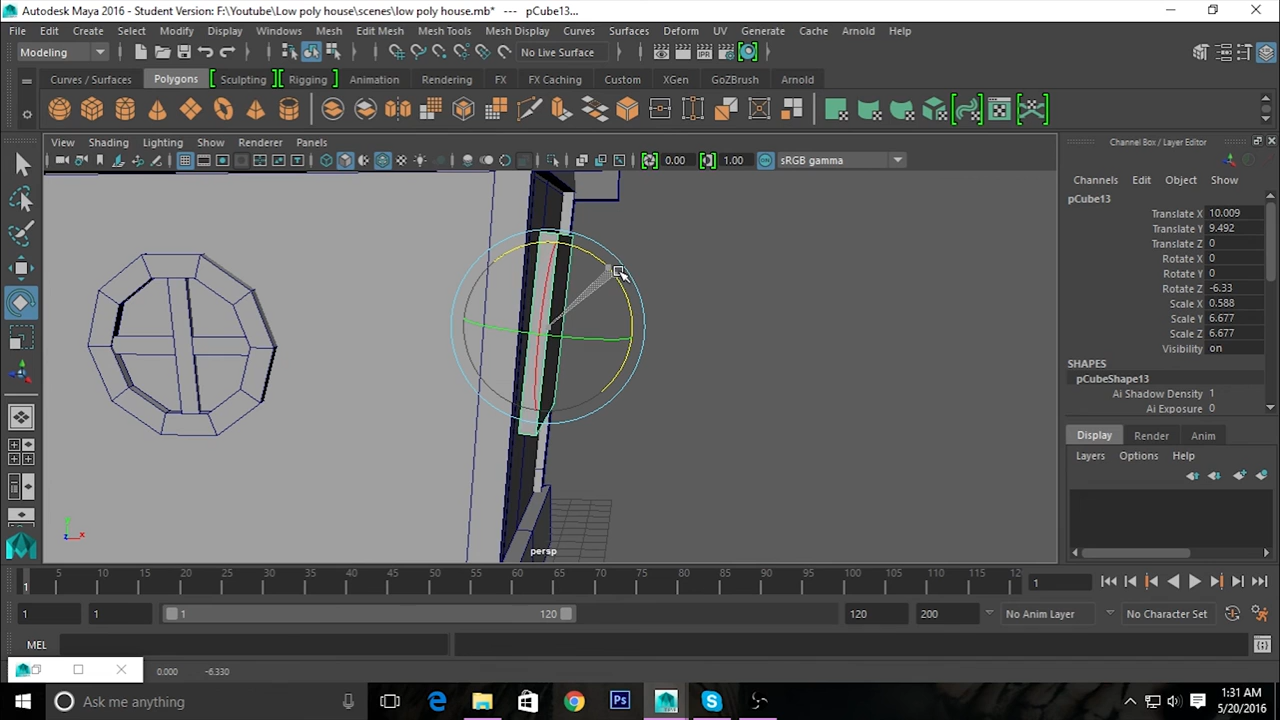 Autodesk Maya 2016 - Student Version: F:\Youtube\Low poly house\scenes\low poly house.mb* --- pCube13...
File Edit Create Select Modify Display Windows Mesh Edit Mesh Mesh Tools Mesh Display Curves Surfaces Deform UV Generate Cache Arnold Help
Modeling No Live Surface
Curves / Surfaces Polygons Sculpting Rigging Animation Rendering FX FX Caching Custom XGen GoZBrush Arnold
View Shading Lighting Show Renderer Panels
0.00 1.00 sRGB gamma
Channel Box / Layer Editor
Channels Edit Object Show
pCube13
Translate X 10.009
Translate Y 9.492
Translate Z 0
Rotate X 0
Rotate Y 0
Rotate Z -6.33
Scale X 0.588
Scale Y 6.677
Scale Z 6.677
Visibility on
SHAPES
pCubeShape13
Ai Shadow Density 1
Ai Exposure 0
Display Render Anim
Layers Options Help
persp
5 10 15 20 25 30 35 40 45 50 55 60 65 70 75 80 85 90 95 100 105 110 115 12
1 1
1 1 1 120 120 200 No Anim Layer No Character Set
MEL
0.000 -6.330
Ask me anything
1:31 AM
5/20/2016